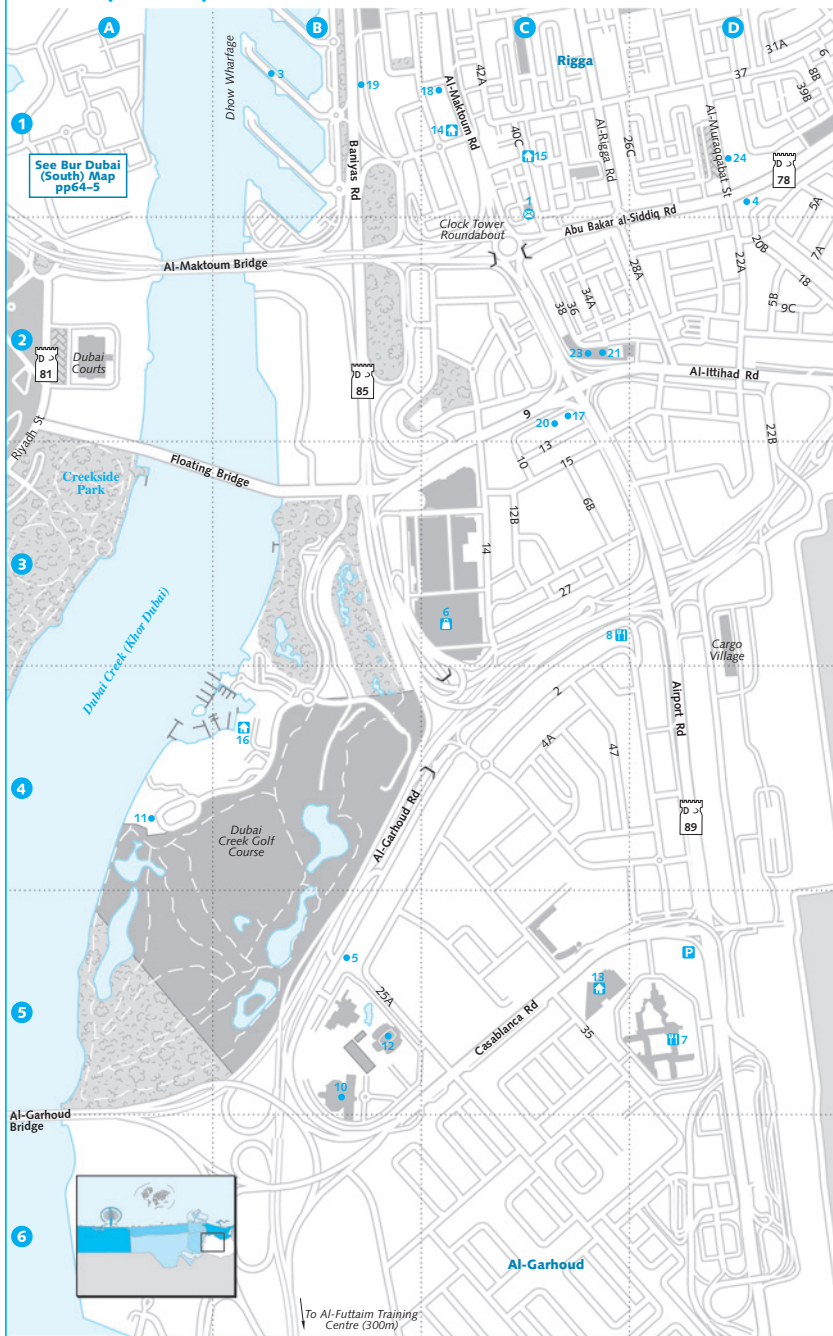 A
B
C
D
Dhow Wharfage
3
19
18
Al-Maktoum Rd
42A
Rigga
31A
6
37
8B
39B
1
14
40C
15
Al-Rigga Rd
26C
Al-Muraqqabat St
24
D
78
See Bur Dubai
(South) Map
pp64–5
Baniyas Rd
1
4
5A
Clock Tower
Roundabout
Abu Bakar al-Siddiq Rd
20B
7A
Al-Maktoum Bridge
28A
22A
18
34A
36
38
5B
9C
2
D
81
Dubai
Courts
D
85
23
21
Al-Ittihad Rd
9
17
20
22B
Riyadh St
13
10
15
Floating Bridge
Creekside
Park
12B
6B
14
3
27
6
8
Cargo
Village
Dubai Creek (Khor Dubai)
2
Airport Rd
16
4A
47
4
11
D
89
Dubai
Creek Golf
Course
Al-Garhoud Rd
5
P
13
25A
5
Casablanca Rd
35
12
7
10
Al-Garhoud
Bridge
6
Al-Garhoud
To Al-Futtaim Training
Centre (300m)